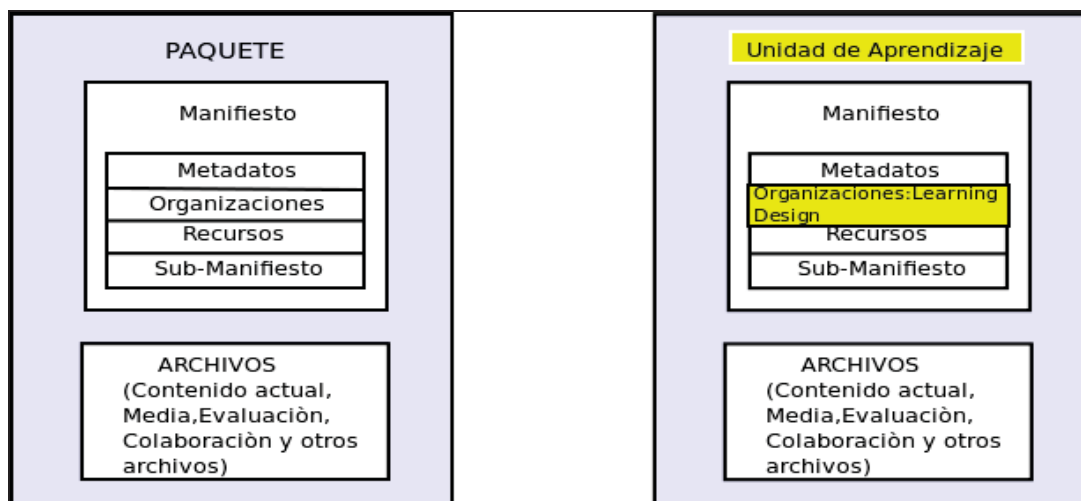 PAQUETE
Manifiesto
Metadatos
Organizaciones
Recursos
Sub-Manifiesto
ARCHIVOS
(Contenido actual,
Media,Evaluaciòn,
Colaboraciòn y otros
archivos)
Unidad de Aprendizaje
Manifiesto
Metadatos
Organizaciones:Learning
Design
Recursos
Sub-Manifiesto
ARCHIVOS
(Contenido actual,
Media,Evaluaciòn,
Colaboraciòn y otros
archivos)